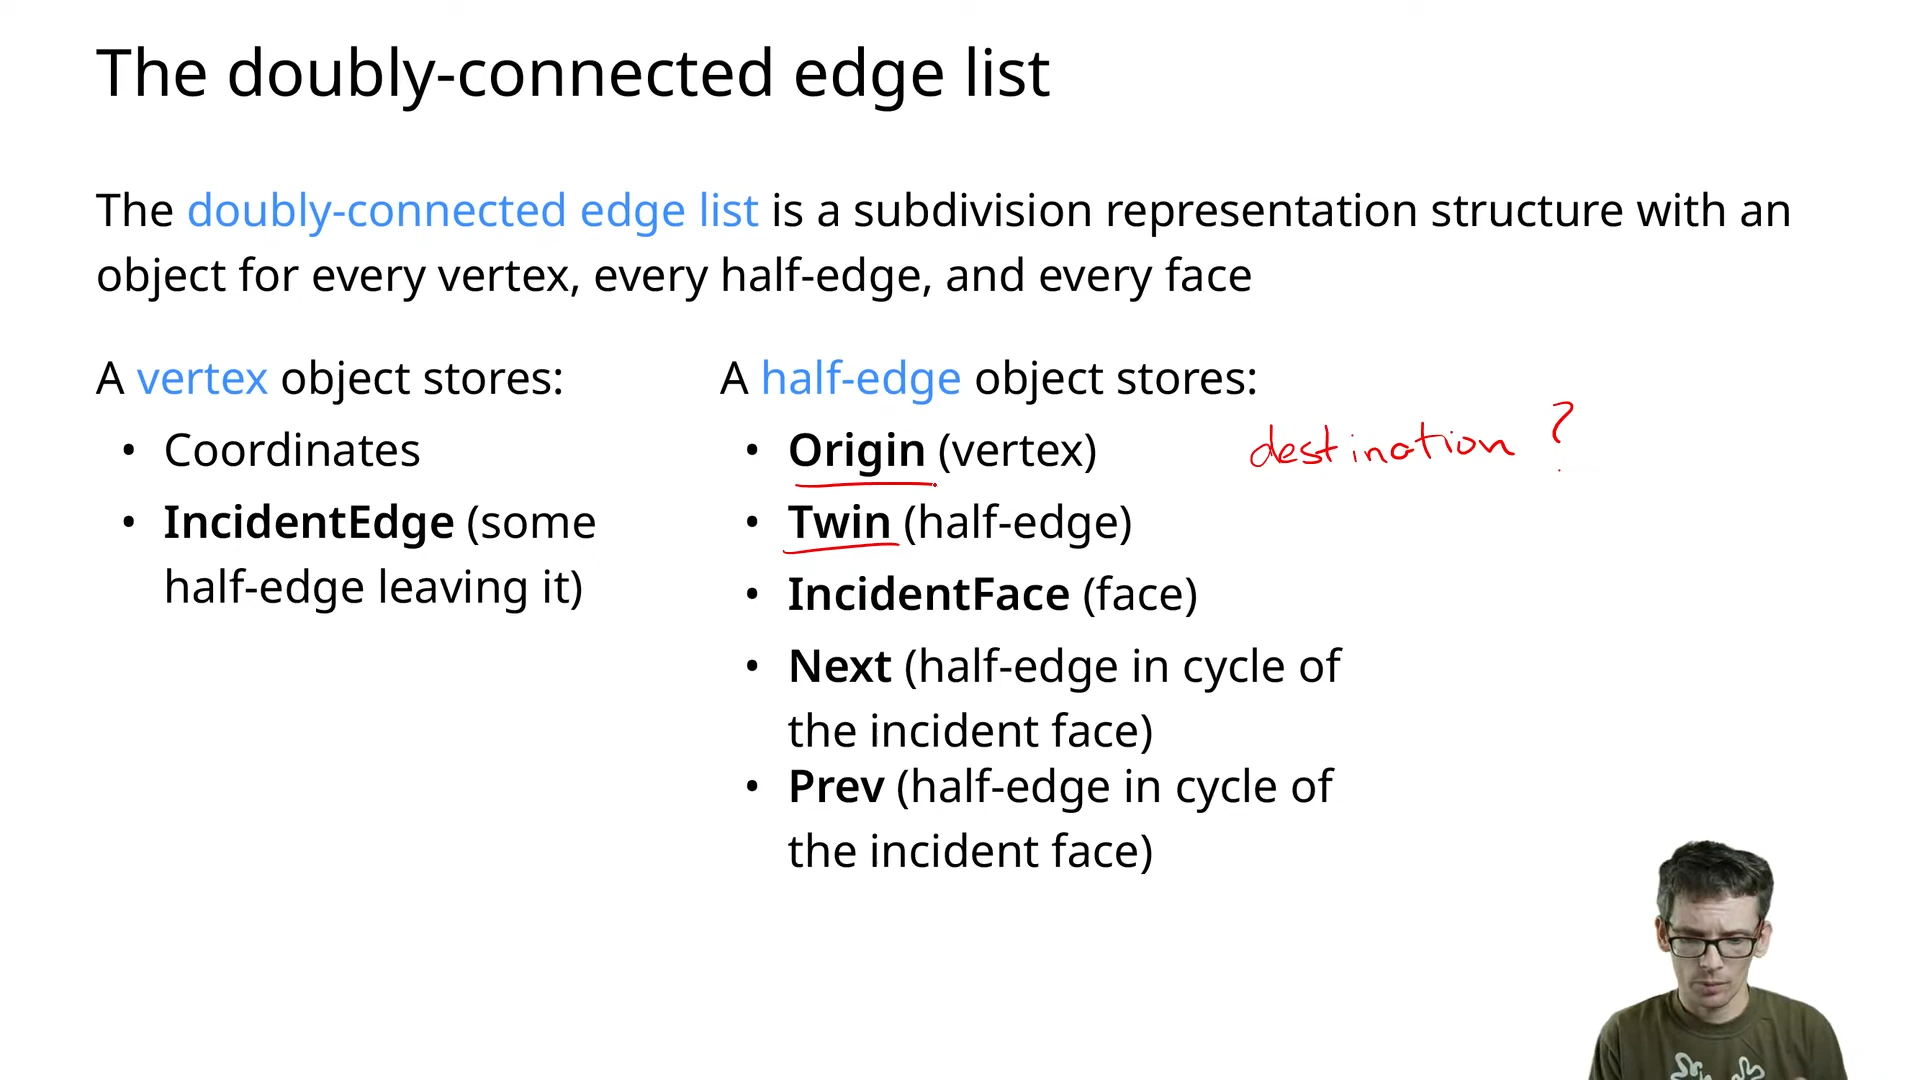 The doubly-connected edge list
The doubly-connected edge list is a subdivision representation structure with an
object for every vertex, every half-edge, and every face
A vertex object stores:
• Coordinates
• IncidentEdge (some
half-edge leaving it)
A half-edge object stores:
• Origin (vertex)
destination ?
• Twin (half-edge)
• IncidentFace (face)
• Next (half-edge in cycle of
the incident face)
• Prev (half-edge in cycle of
the incident face)